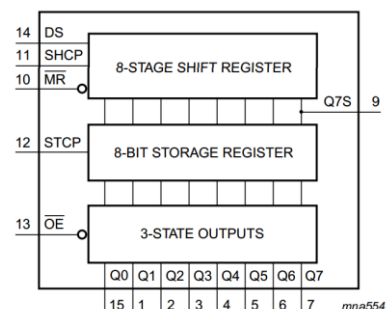 14 DS
11 SHCP
10 M̅R̅
8-STAGE SHIFT REGISTER
Q7S 9
12 STCP
8-BIT STORAGE REGISTER
13 O̅E̅
3-STATE OUTPUTS
Q0 Q1 Q2 Q3 Q4 Q5 Q6 Q7
15 1 2 3 4 5 6 7
mna554